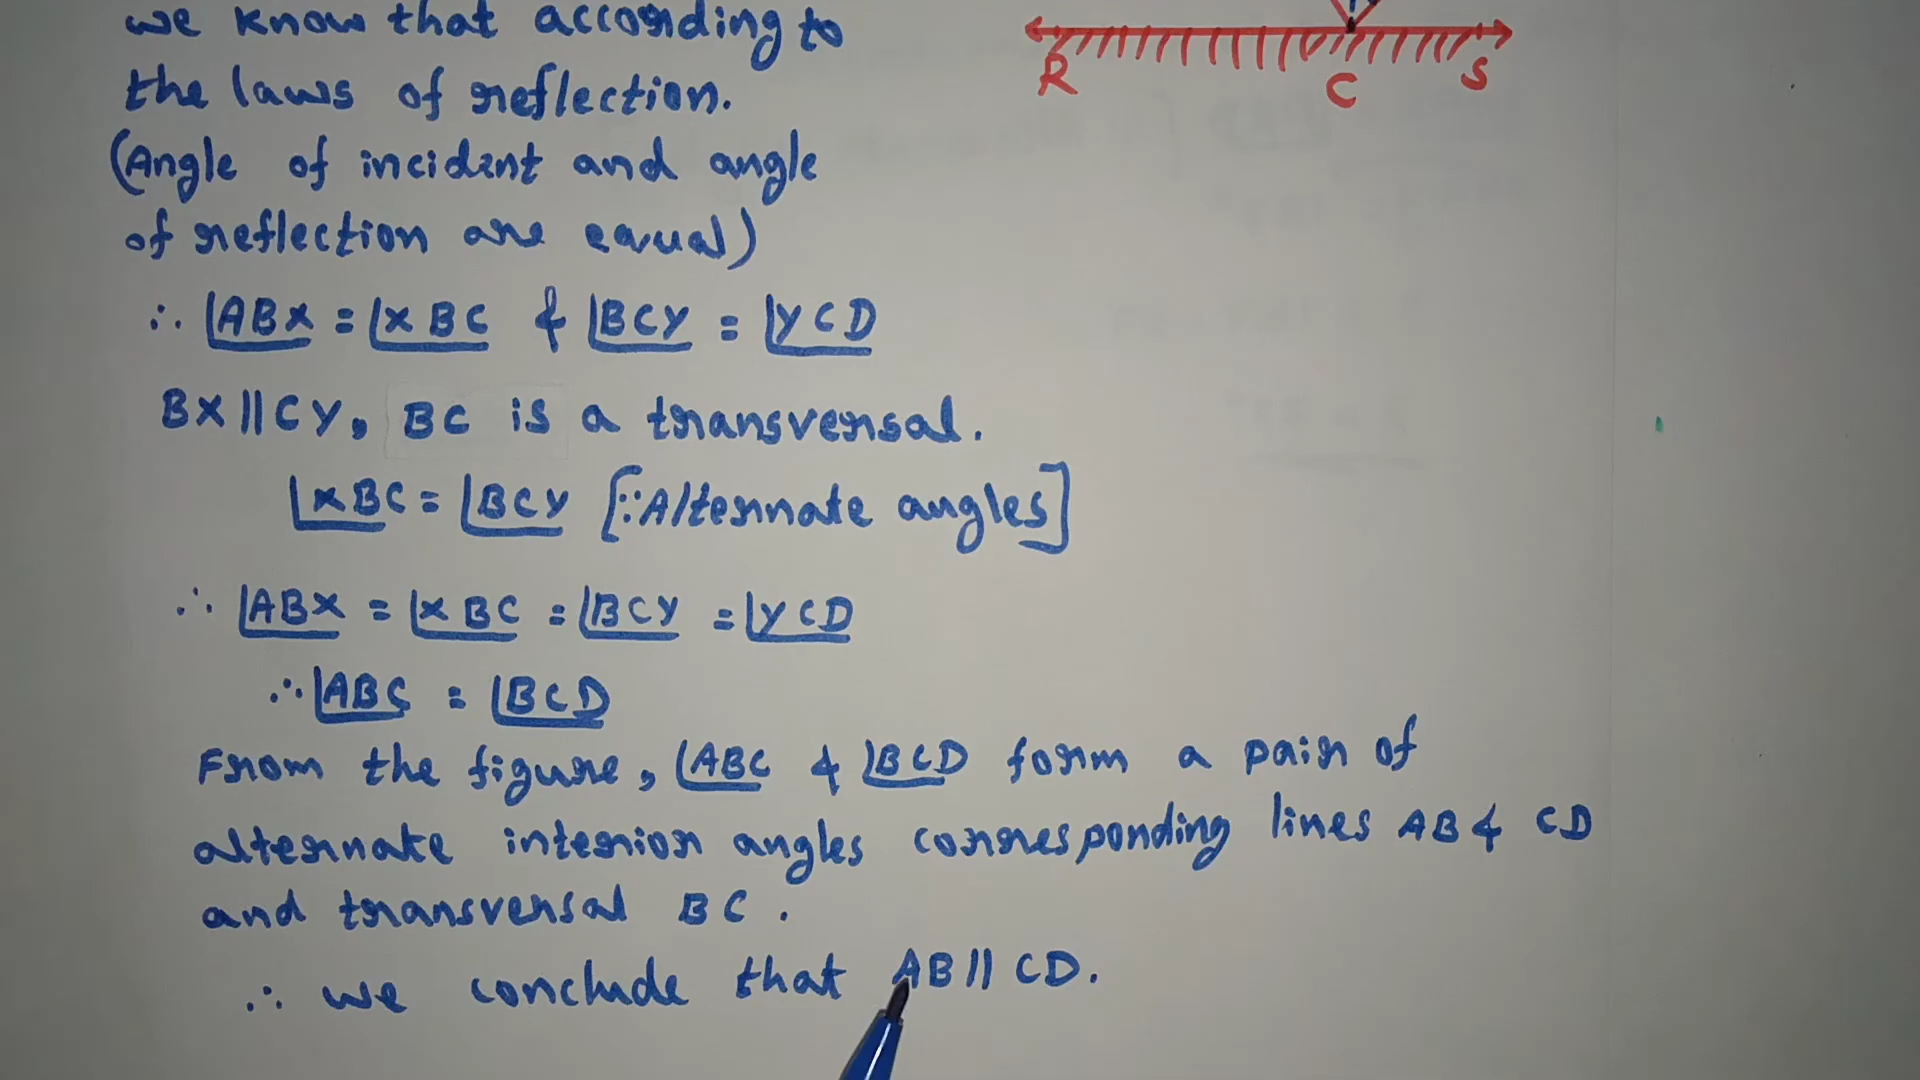 we know that according to
the laws of reflection.
(Angle of incident and angle
of reflection are equal)
∴ ∠ABX = ∠XBC & ∠BCY = ∠YCD
BX || CY, BC is a transversal.
∠XBC = ∠BCY [∵ Alternate angles]
∴ ∠ABX = ∠XBC = ∠BCY = ∠YCD
∴ ∠ABC = ∠BCD
From the figure, ∠ABC & ∠BCD form a pair of
alternate interior angles corresponding lines AB & CD
and transversal BC.
∴ we conclude that AB || CD.
R C S